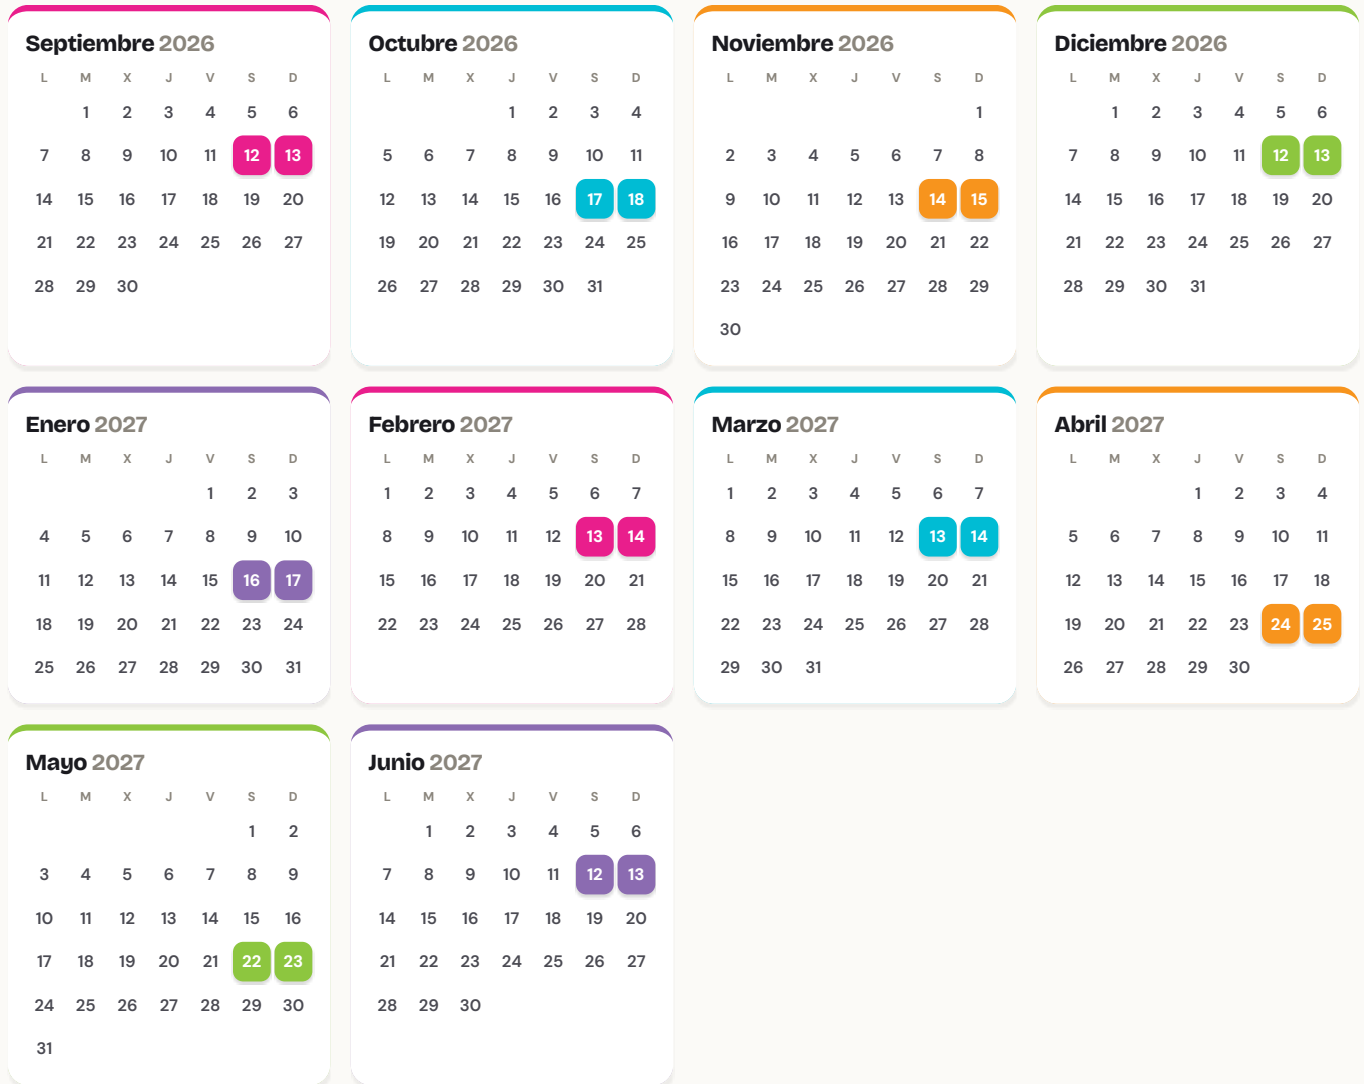 Septiembre 2026
L M X J V S D
1 2 3 4 5 6
7 8 9 10 11 12 13
14 15 16 17 18 19 20
21 22 23 24 25 26 27
28 29 30
Octubre 2026
L M X J V S D
1 2 3 4
5 6 7 8 9 10 11
12 13 14 15 16 17 18
19 20 21 22 23 24 25
26 27 28 29 30 31
Noviembre 2026
L M X J V S D
1
2 3 4 5 6 7 8
9 10 11 12 13 14 15
16 17 18 19 20 21 22
23 24 25 26 27 28 29
30
Diciembre 2026
L M X J V S D
1 2 3 4 5 6
7 8 9 10 11 12 13
14 15 16 17 18 19 20
21 22 23 24 25 26 27
28 29 30 31
Enero 2027
L M X J V S D
1 2 3
4 5 6 7 8 9 10
11 12 13 14 15 16 17
18 19 20 21 22 23 24
25 26 27 28 29 30 31
Febrero 2027
L M X J V S D
1 2 3 4 5 6 7
8 9 10 11 12 13 14
15 16 17 18 19 20 21
22 23 24 25 26 27 28
Marzo 2027
L M X J V S D
1 2 3 4 5 6 7
8 9 10 11 12 13 14
15 16 17 18 19 20 21
22 23 24 25 26 27 28
29 30 31
Abril 2027
L M X J V S D
1 2 3 4
5 6 7 8 9 10 11
12 13 14 15 16 17 18
19 20 21 22 23 24 25
26 27 28 29 30
Mayo 2027
L M X J V S D
1 2
3 4 5 6 7 8 9
10 11 12 13 14 15 16
17 18 19 20 21 22 23
24 25 26 27 28 29 30
31
Junio 2027
L M X J V S D
1 2 3 4 5 6
7 8 9 10 11 12 13
14 15 16 17 18 19 20
21 22 23 24 25 26 27
28 29 30